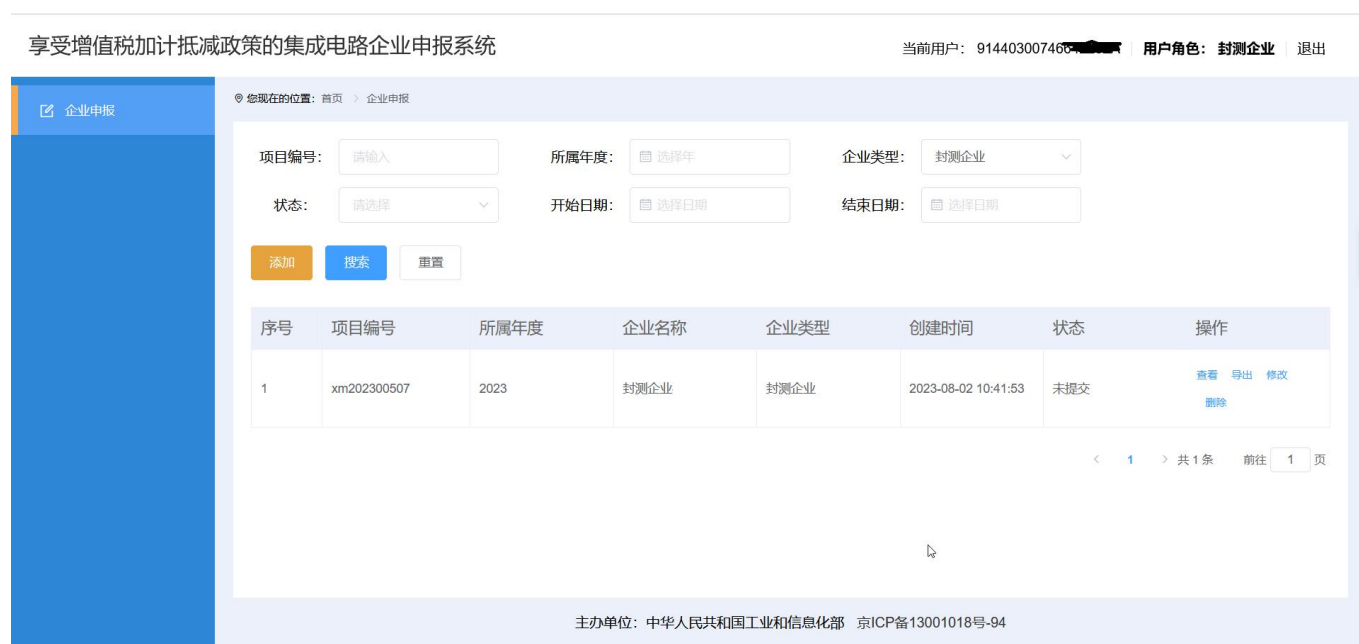 享受增值税加计抵减政策的集成电路企业申报系统
当前用户： 91440300746 用户角色： 封测企业 退出
企业申报
您现在的位置： 首页 > 企业申报
项目编号： 请输入 所属年度： 选择年 企业类型： 封测企业
状态： 请选择 开始日期： 选择日期 结束日期： 选择日期
添加 搜索 重置
序号 项目编号 所属年度 企业名称 企业类型 创建时间 状态 操作
1 xm202300507 2023 封测企业 封测企业 2023-08-02 10:41:53 未提交 查看 导出 修改
删除
< 1 > 共 1 条 前往 1 页
主办单位：中华人民共和国工业和信息化部 京ICP备13001018号-94